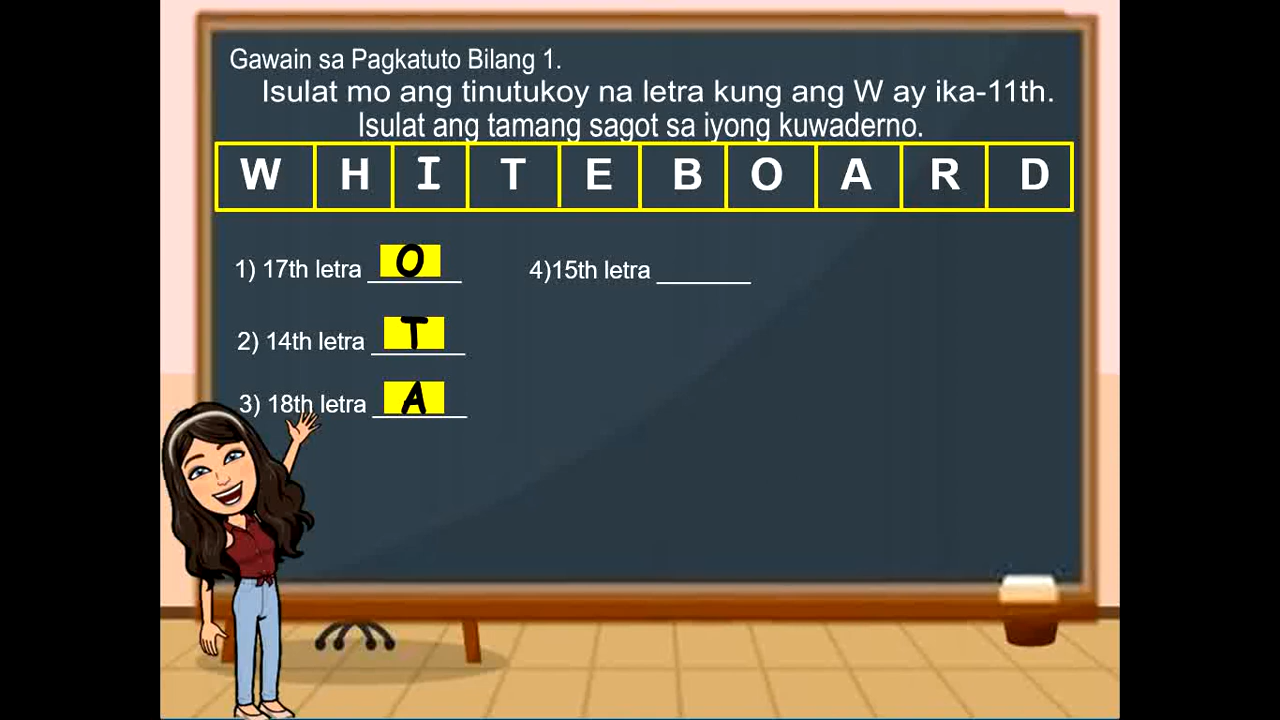 Gawain sa Pagkatuto Bilang 1.
Isulat mo ang tinutukoy na letra kung ang W ay ika-11th.
Isulat ang tamang sagot sa iyong kuwaderno.
W H I T E B O A R D
1) 17th letra O 4)15th letra ________
2) 14th letra T
3) 18th letra A